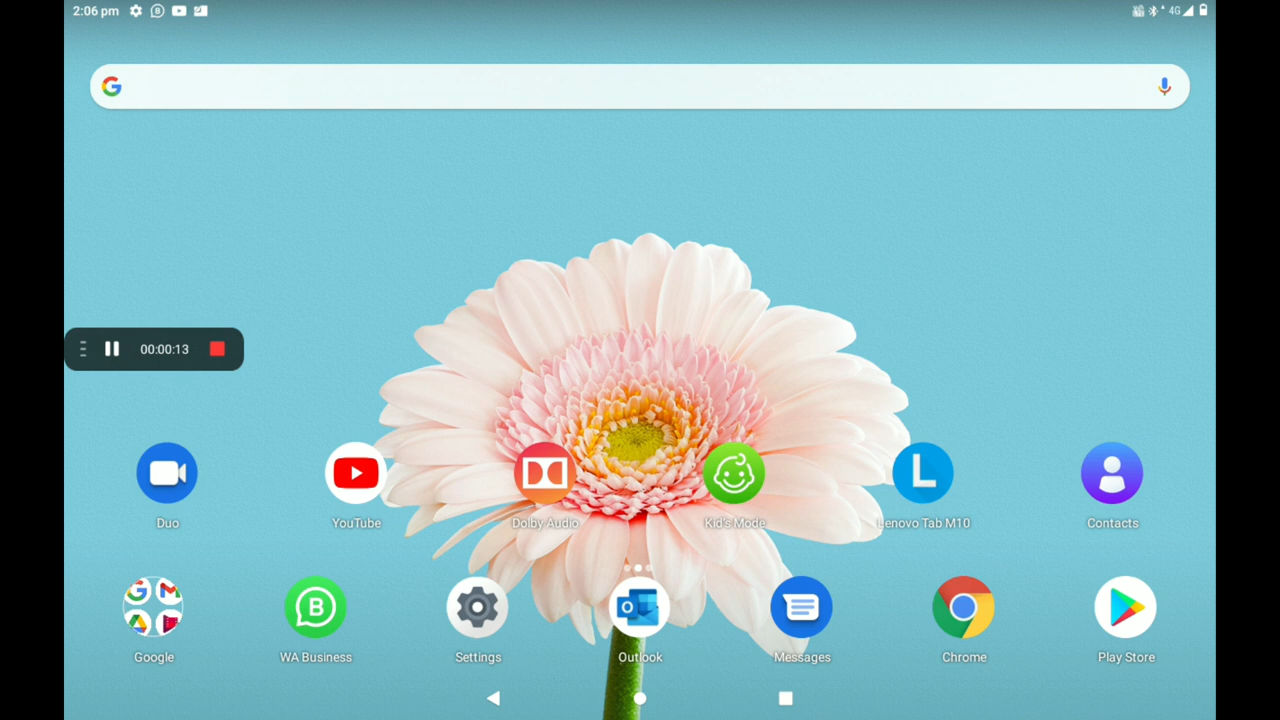 2:06 pm
4G
00:00:13
Duo
YouTube
Dolby Audio
Kid's Mode
Lenovo Tab M10
Contacts
Google
WA Business
Settings
Outlook
Messages
Chrome
Play Store